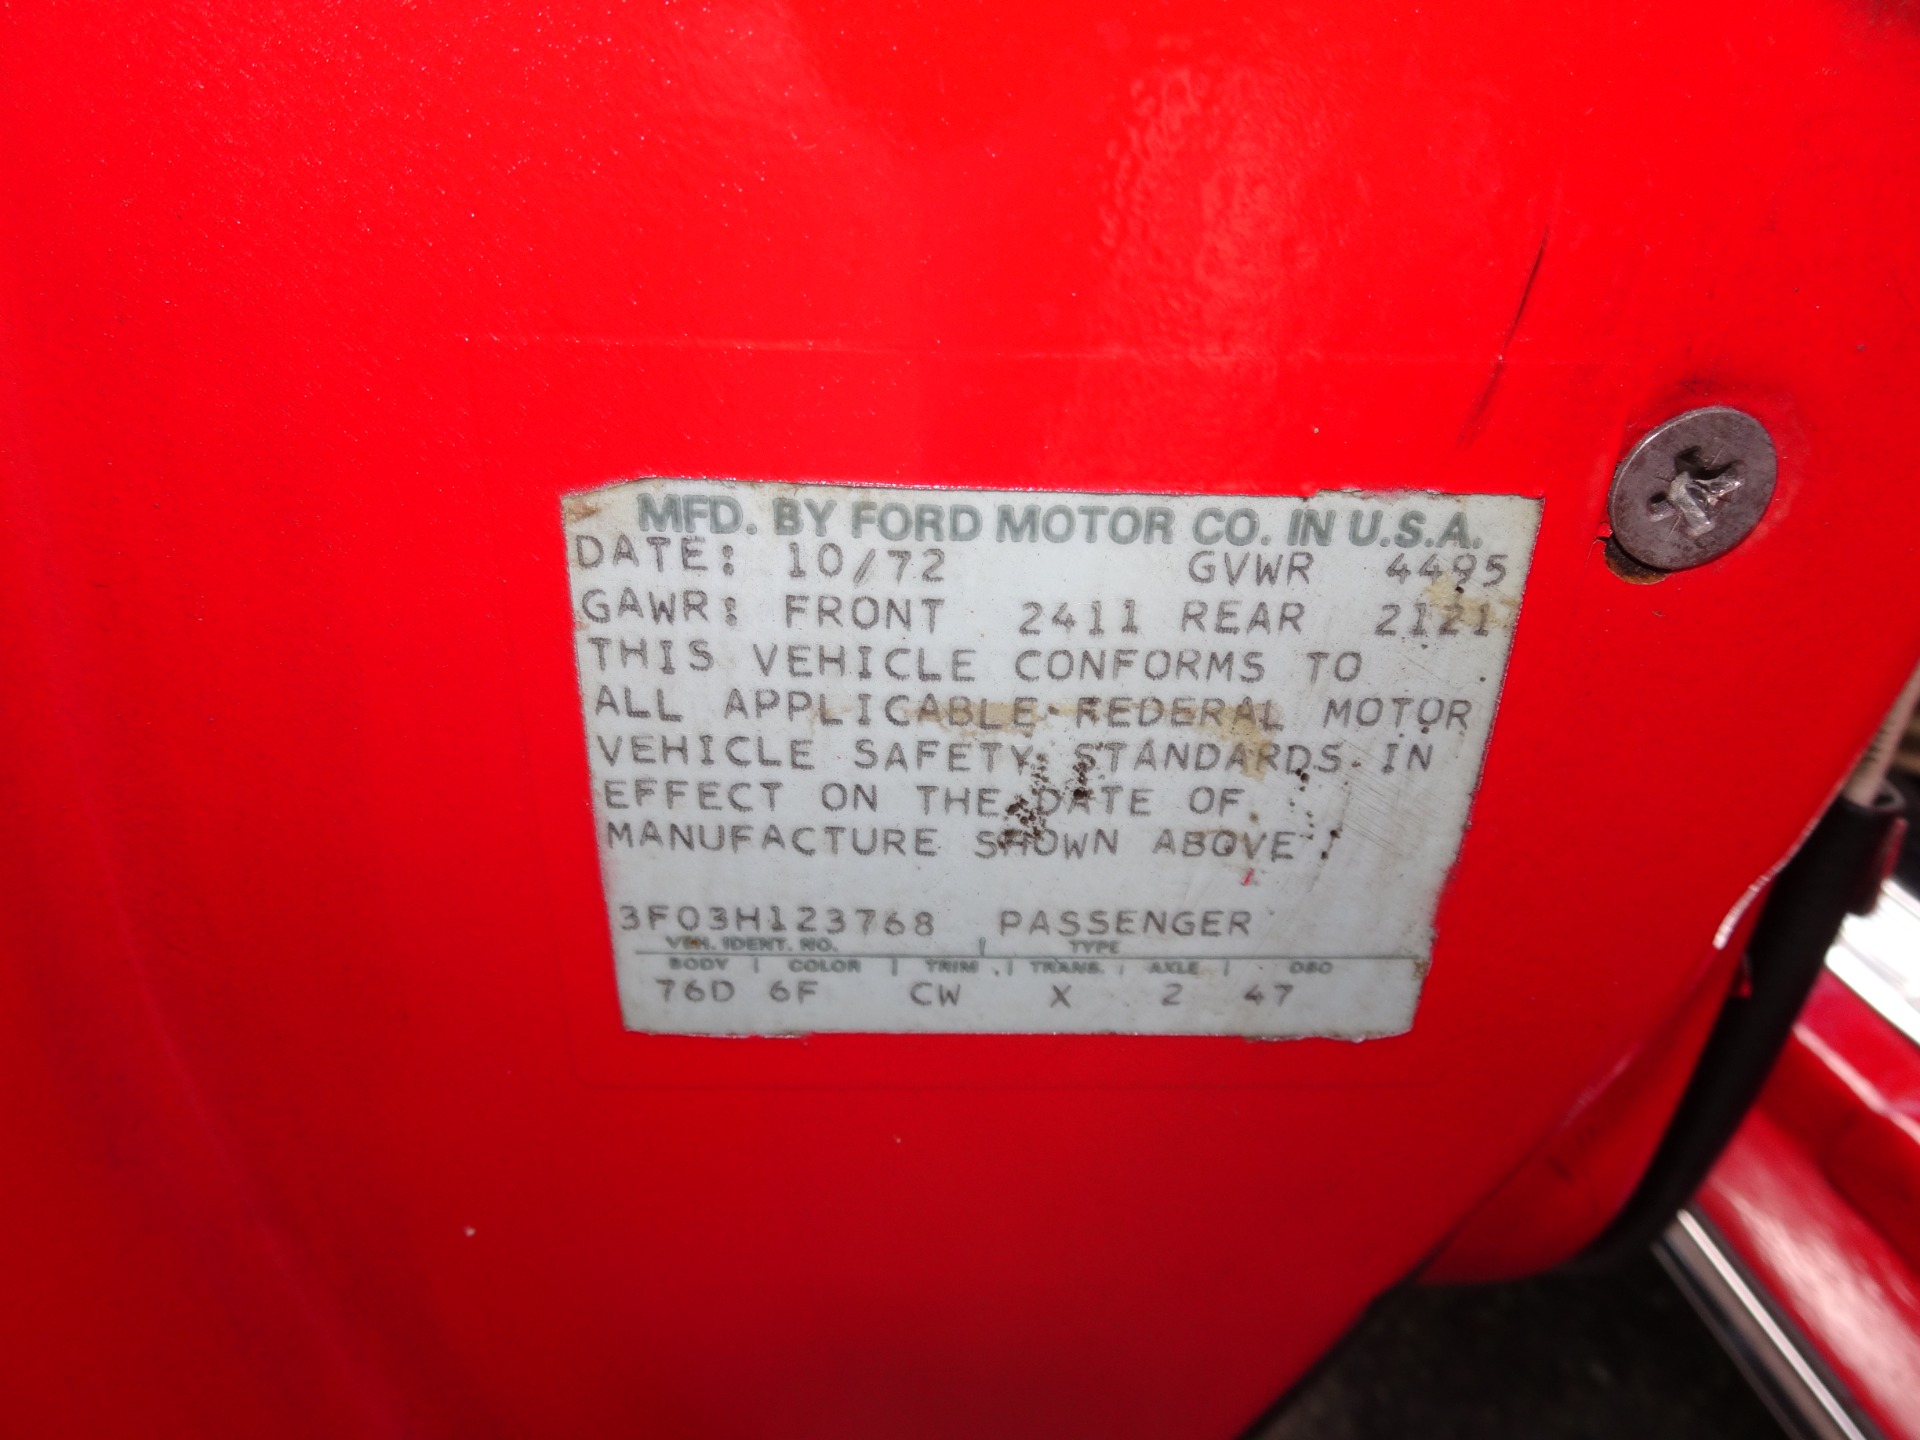 MFD. BY FORD MOTOR CO. IN U.S.A.
DATE: 10/72 GVWR 4495
GAWR: FRONT 2411 REAR 2121
THIS VEHICLE CONFORMS TO
ALL APPLICABLE FEDERAL MOTOR
VEHICLE SAFETY STANDARDS IN
EFFECT ON THE DATE OF
MANUFACTURE SHOWN ABOVE
3F03H123768 PASSENGER
VEH. IDENT. NO. | TYPE
BODY | COLOR | TRIM | TRANS. | AXLE | DSO
76D 6F CW X 2 47